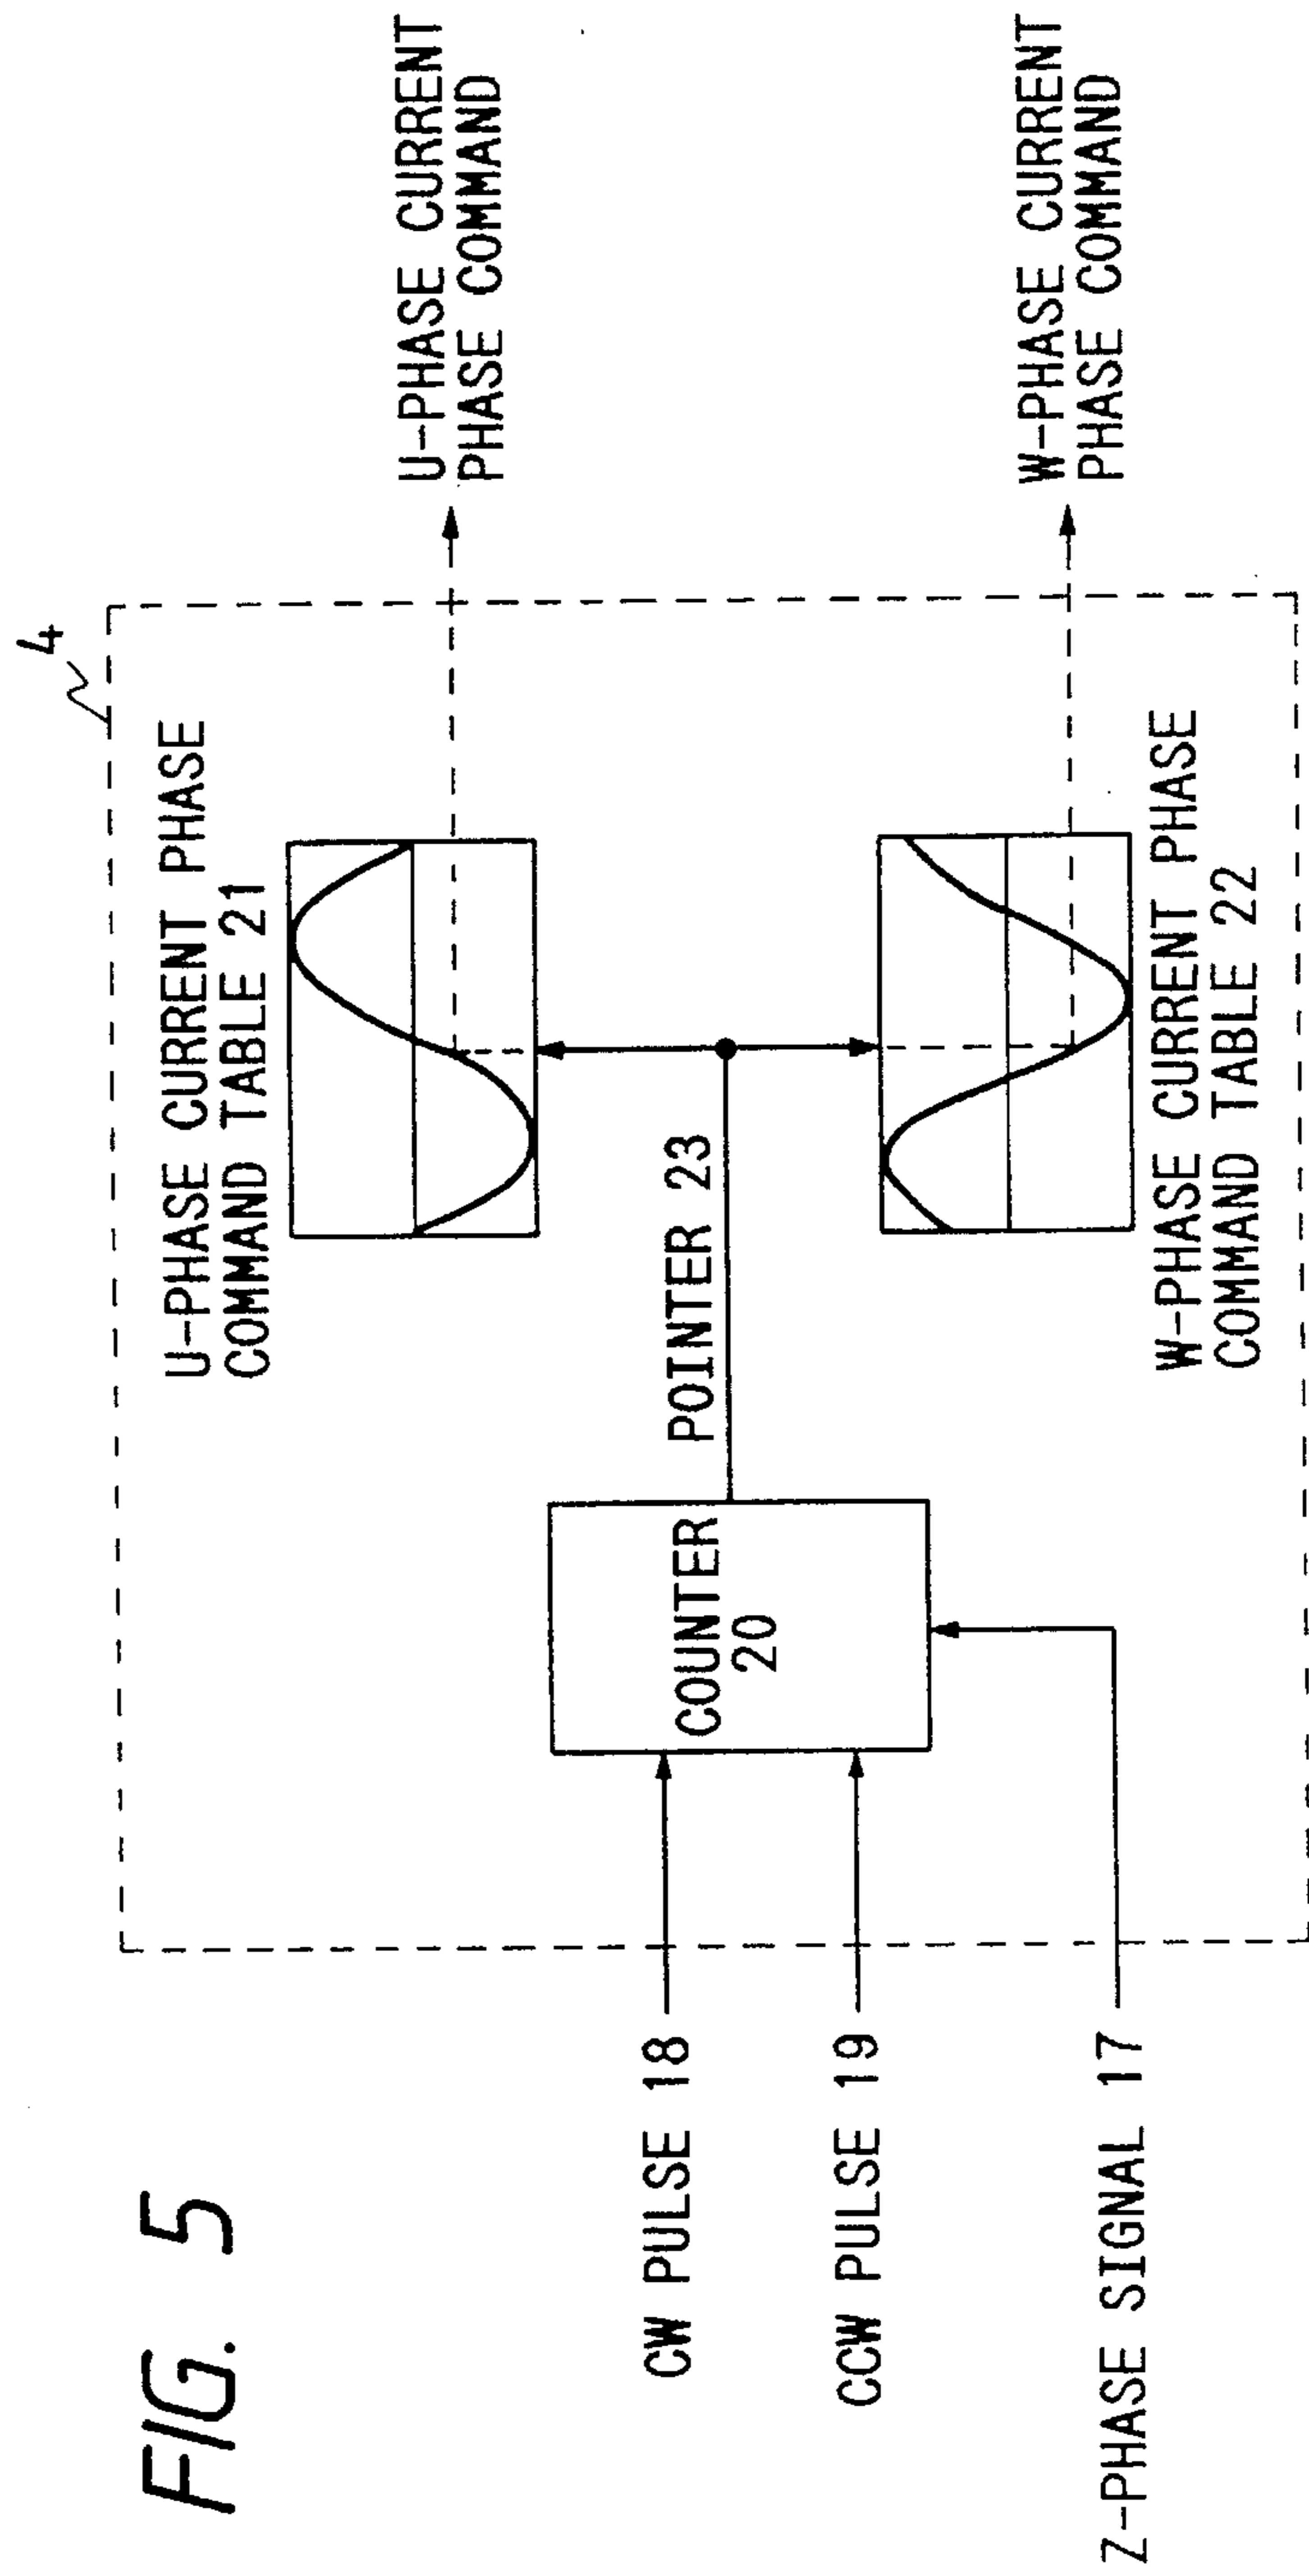 FIG. 5
4
U-PHASE CURRENT PHASE
COMMAND TABLE 21
U-PHASE CURRENT
PHASE COMMAND
CW PULSE 18
CCW PULSE 19
Z-PHASE SIGNAL 17
COUNTER
20
POINTER 23
W-PHASE CURRENT PHASE
COMMAND TABLE 22
W-PHASE CURRENT
PHASE COMMAND